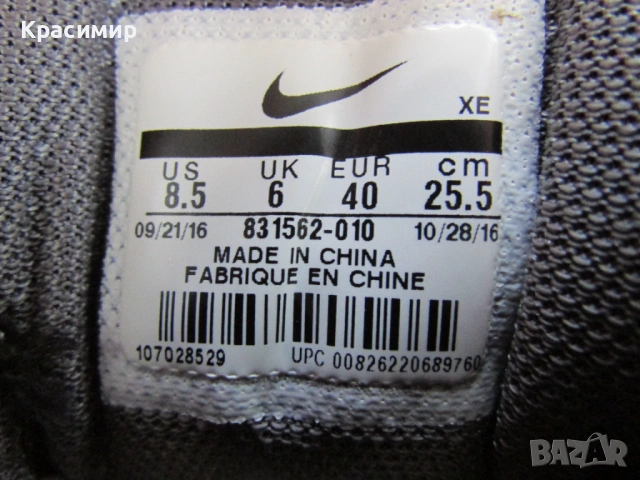 Красимир
XE
US UK EUR cm
8.5 6 40 25.5
09/21/16 831562-010 10/28/16
MADE IN CHINA
FABRIQUE EN CHINE
107028529 UPC 00826220689760
BAZAR